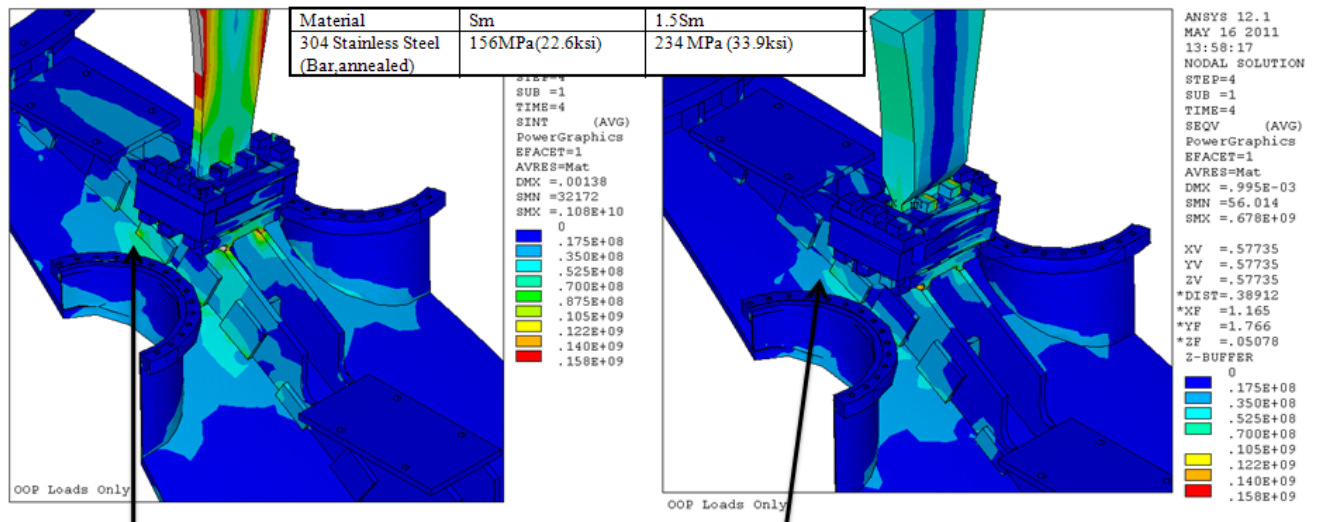 Material Sm 1.5Sm
304 Stainless Steel 156MPa(22.6ksi) 234 MPa (33.9ksi)
(Bar,annealed)
STEP=4
SUB =1
TIME=4
SINT (AVG)
PowerGraphics
EFACET=1
AVRES=Mat
DMX =.00138
SMN =32172
SMX =.108E+10
0
.175E+08
.350E+08
.525E+08
.700E+08
.875E+08
.105E+09
.122E+09
.140E+09
.158E+09
OOP Loads Only
ANSYS 12.1
MAY 16 2011
13:58:17
NODAL SOLUTION
STEP=4
SUB =1
TIME=4
SEQV (AVG)
PowerGraphics
EFACET=1
AVRES=Mat
DMX =.995E-03
SMN =56.014
SMX =.678E+09
XV =.57735
YV =.57735
ZV =.57735
*DIST=.38912
*XF =1.165
*YF =1.766
*ZF =.05078
Z-BUFFER
0
.175E+08
.350E+08
.525E+08
.700E+08
.105E+09
.122E+09
.140E+09
.158E+09
OOP Loads Only